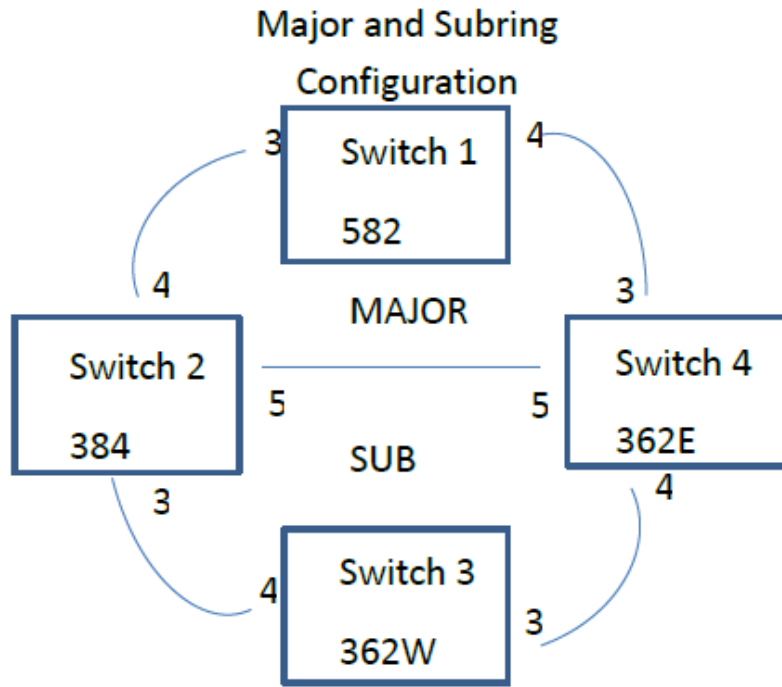 Major and Subring
Configuration
3
Switch 1
4
582
4
MAJOR
3
Switch 2
Switch 4
5
5
384
362E
SUB
3
4
Switch 3
4
3
362W